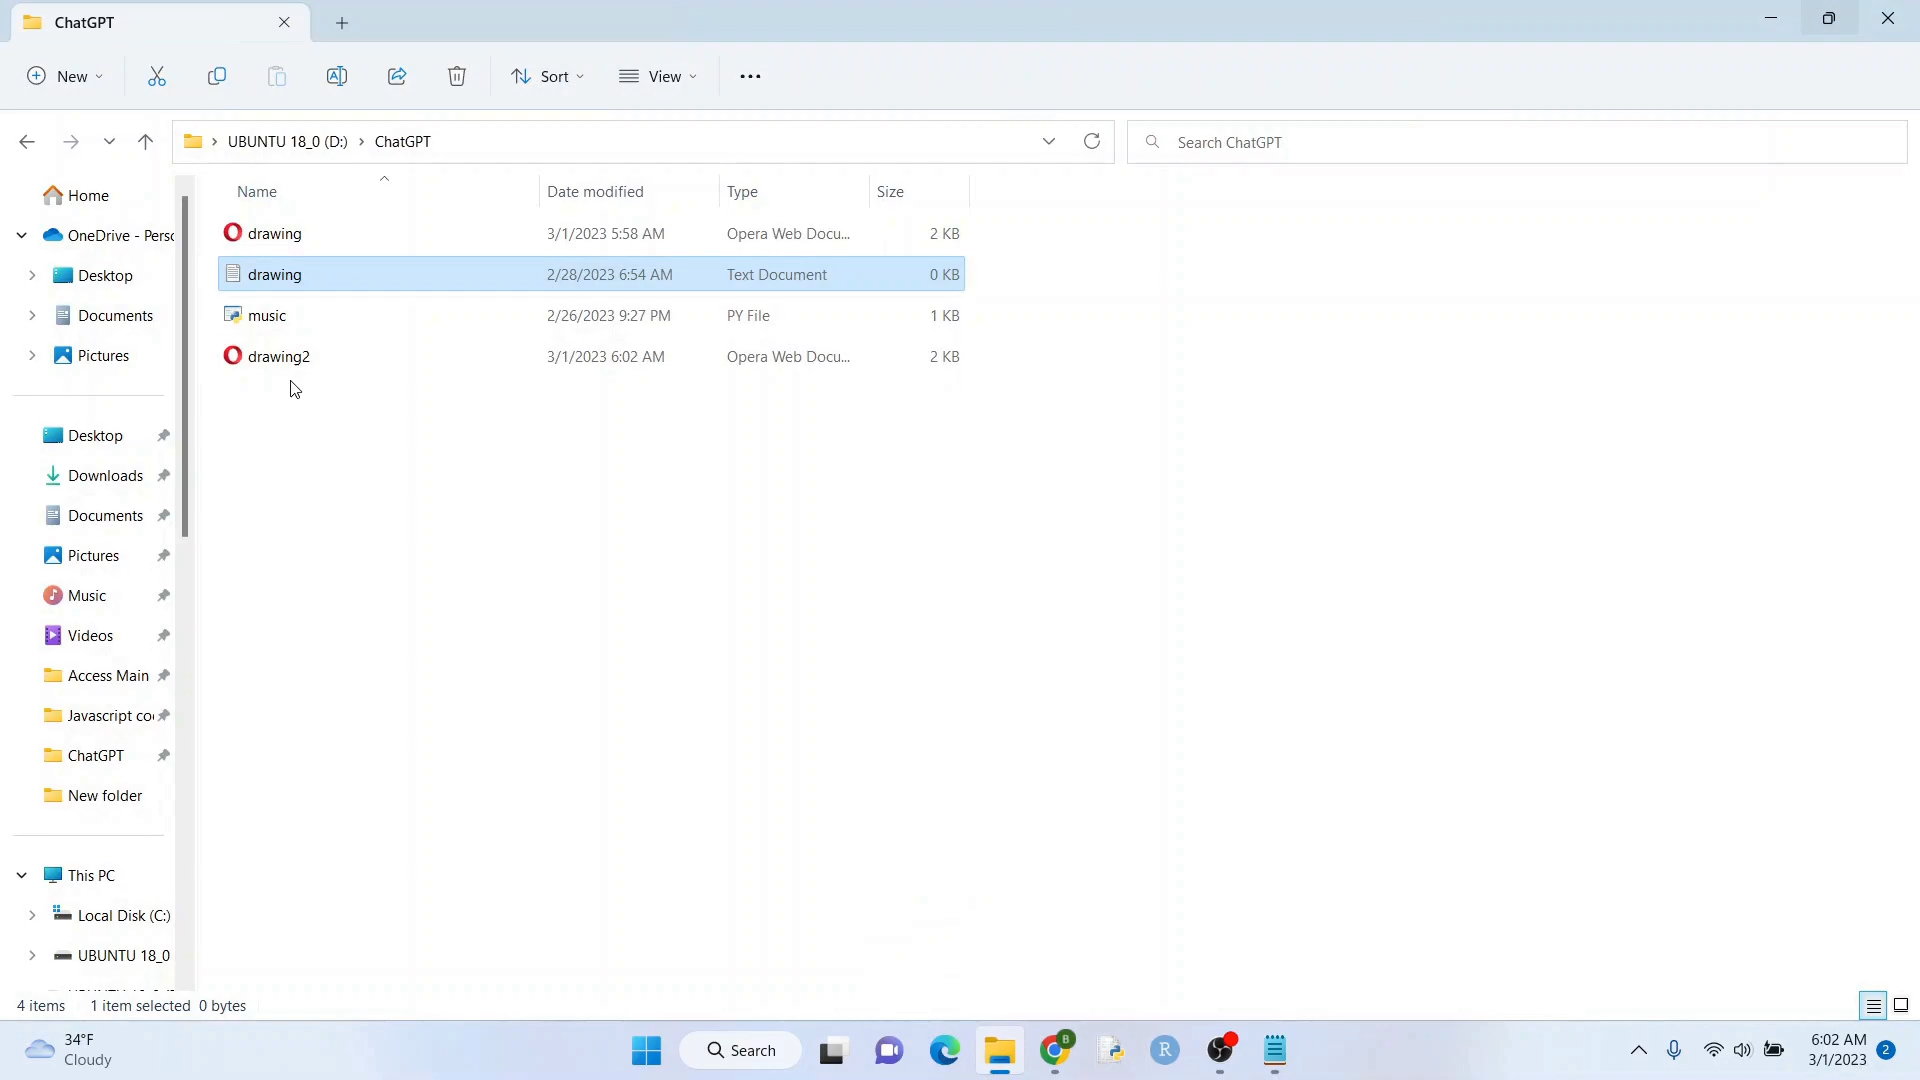 ChatGPT
New
Sort
View
UBUNTU 18_0 (D:) ChatGPT
Search ChatGPT
Name Date modified Type Size
drawing 3/1/2023 5:58 AM Opera Web Docu... 2 KB
drawing 2/28/2023 6:54 AM Text Document 0 KB
music 2/26/2023 9:27 PM PY File 1 KB
drawing2 3/1/2023 6:02 AM Opera Web Docu... 2 KB
Home
OneDrive - Perso
Desktop
Documents
Pictures
Desktop
Downloads
Documents
Pictures
Music
Videos
Access Main
Javascript co
ChatGPT
New folder
This PC
Local Disk (C:)
UBUNTU 18_0
4 items 1 item selected 0 bytes
34°F
Cloudy
Search
B
R
6:02 AM
3/1/2023
2